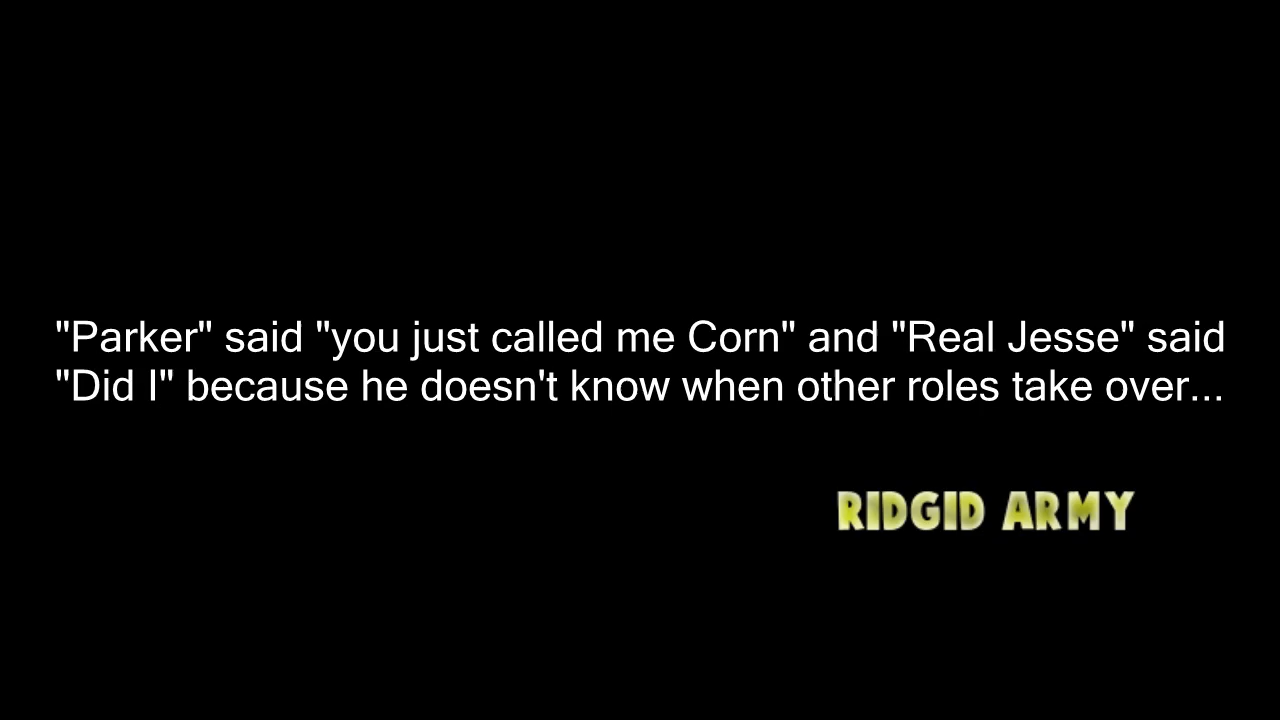 "Parker" said "you just called me Corn" and "Real Jesse" said
"Did I" because he doesn't know when other roles take over...
RIDGID ARMY